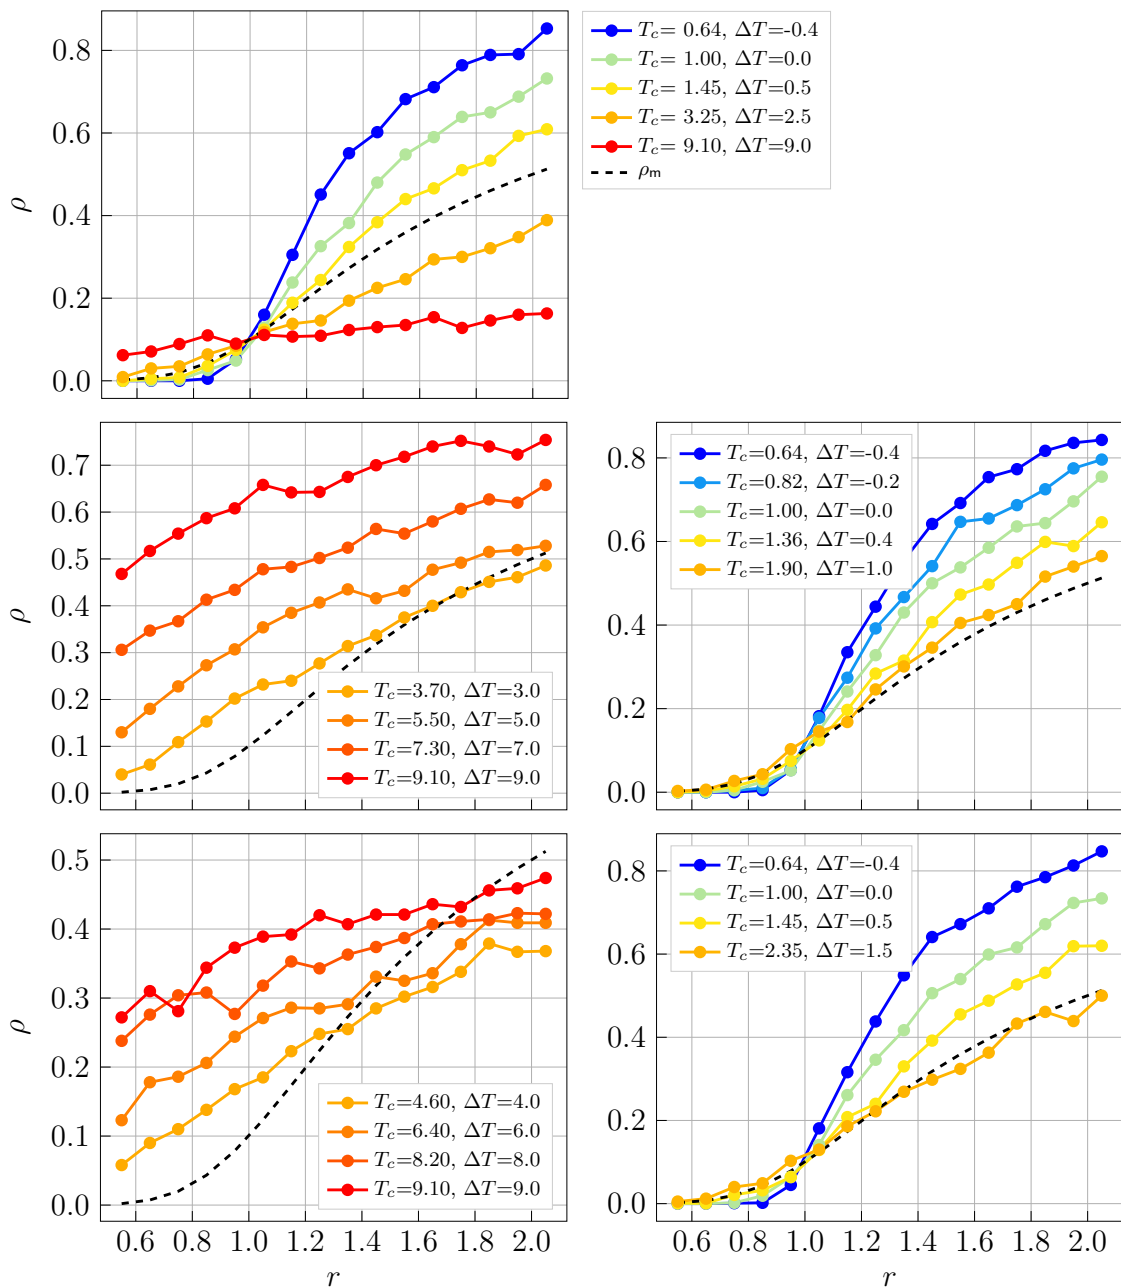 T_c= 0.64, ΔT=-0.4
T_c= 1.00, ΔT=0.0
T_c= 1.45, ΔT=0.5
T_c= 3.25, ΔT=2.5
T_c= 9.10, ΔT=9.0
ρ_m
0.8
0.6
0.4
0.2
0.0
ρ
0.7
0.6
0.5
0.4
0.3
0.2
0.1
0.0
ρ
T_c=3.70, ΔT=3.0
T_c=5.50, ΔT=5.0
T_c=7.30, ΔT=7.0
T_c=9.10, ΔT=9.0
0.8
0.6
0.4
0.2
0.0
T_c=0.64, ΔT=-0.4
T_c=0.82, ΔT=-0.2
T_c=1.00, ΔT=0.0
T_c=1.36, ΔT=0.4
T_c=1.90, ΔT=1.0
0.5
0.4
0.3
0.2
0.1
0.0
ρ
T_c=4.60, ΔT=4.0
T_c=6.40, ΔT=6.0
T_c=8.20, ΔT=8.0
T_c=9.10, ΔT=9.0
0.6 0.8 1.0 1.2 1.4 1.6 1.8 2.0
r
0.8
0.6
0.4
0.2
0.0
T_c=0.64, ΔT=-0.4
T_c=1.00, ΔT=0.0
T_c=1.45, ΔT=0.5
T_c=2.35, ΔT=1.5
0.6 0.8 1.0 1.2 1.4 1.6 1.8 2.0
r